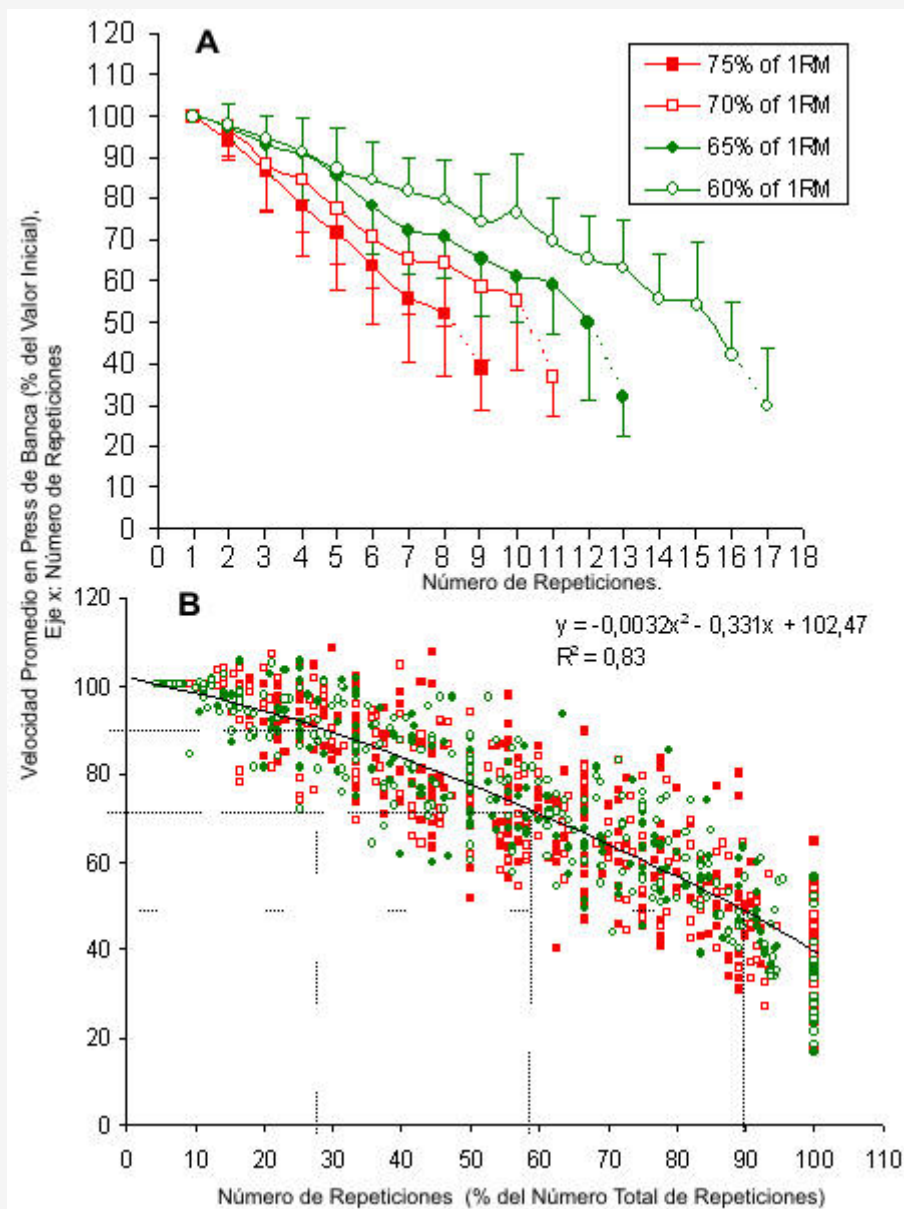 Velocidad Promedio en Press de Banca (% del Valor Inicial),
Eje x: Número de Repeticiones
A
120
110
100
90
80
70
60
50
40
30
20
10
0
75% of 1RM
70% of 1RM
65% of 1RM
60% of 1RM
0 1 2 3 4 5 6 7 8 9 10 11 12 13 14 15 16 17 18
Número de Repeticiones.
B
y = -0,0032x² - 0,331x + 102,47
R² = 0,83
120
100
80
60
40
20
0
0 10 20 30 40 50 60 70 80 90 100 110
Número de Repeticiones (% del Número Total de Repeticiones)